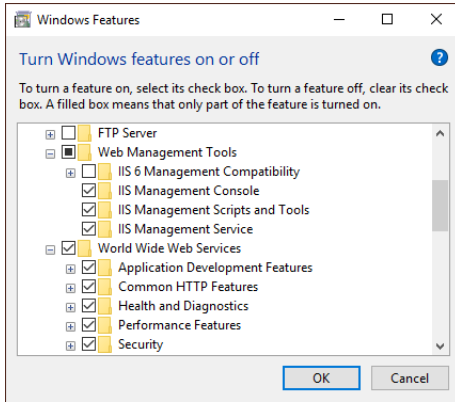 Windows Features
Turn Windows features on or off
To turn a feature on, select its check box. To turn a feature off, clear its check
box. A filled box means that only part of the feature is turned on.
FTP Server
Web Management Tools
IIS 6 Management Compatibility
IIS Management Console
IIS Management Scripts and Tools
IIS Management Service
World Wide Web Services
Application Development Features
Common HTTP Features
Health and Diagnostics
Performance Features
Security
OK Cancel